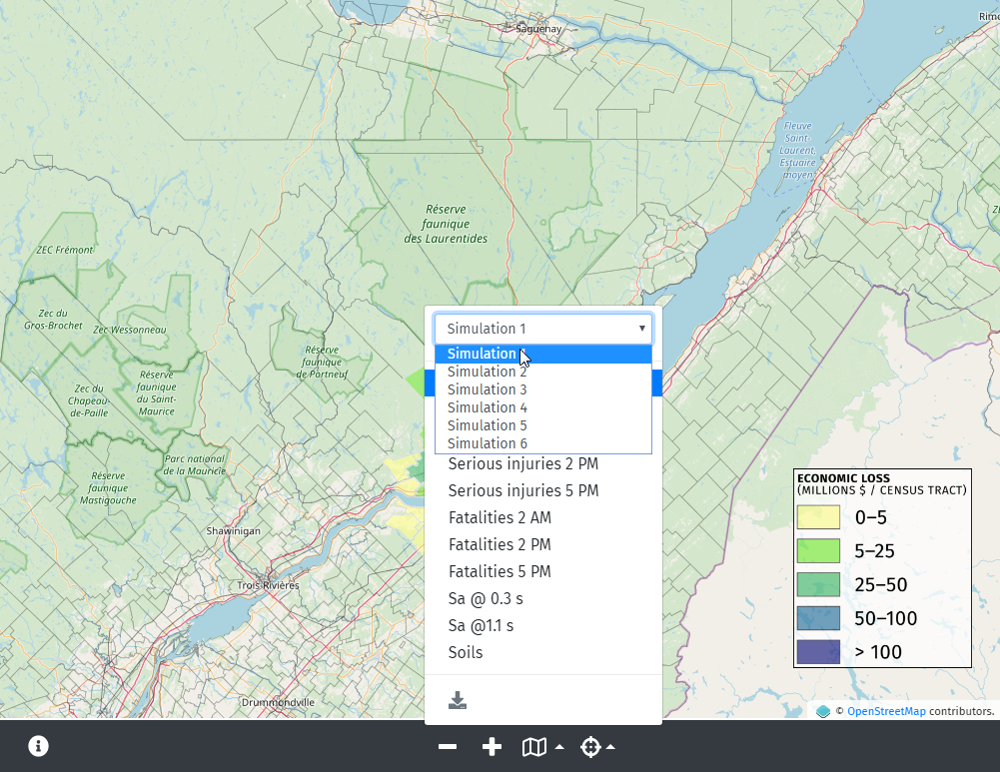 Saguenay
Fleuve
Saint-
Laurent,
Estuaire
moyen
Réserve
faunique
des Laurentides
ZEC Frémont
Zec du
Gros-Brochet
Zec Wessonneau
Réserve
faunique
de Portneuf
Zec du
Chapeau-
de-Paille
Réserve
faunique
du Saint-
Maurice
Parc national
de la Mauricie
Réserve
faunique
Mastigouche
Shawinigan
Trois-Rivières
Drummondville
Simulation 1
Simulation
Simulation 2
Simulation 3
Simulation 4
Simulation 5
Simulation 6
Serious injuries 2 PM
Serious injuries 5 PM
Fatalities 2 AM
Fatalities 2 PM
Fatalities 5 PM
Sa @ 0.3 s
Sa @1.1 s
Soils
ECONOMIC LOSS
(MILLIONS $ / CENSUS TRACT)
0–5
5–25
25–50
50–100
> 100
© OpenStreetMap contributors.